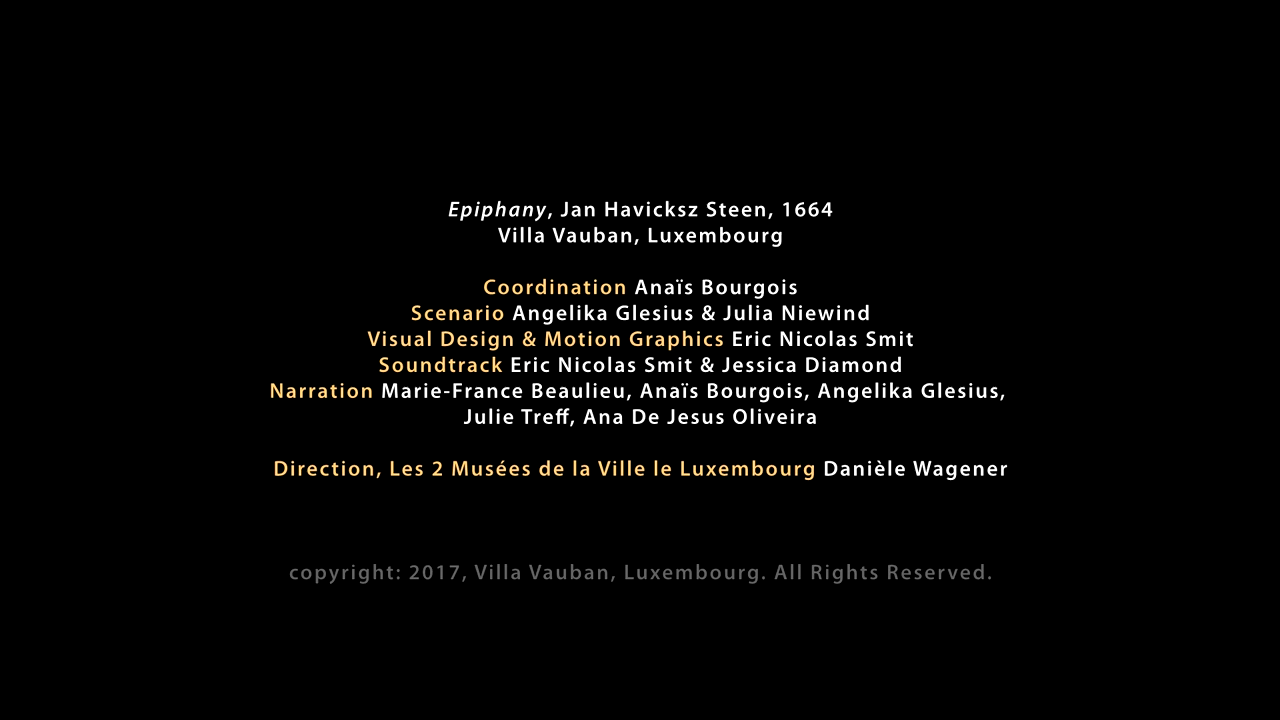 Epiphany, Jan Havicksz Steen, 1664
Villa Vauban, Luxembourg
Coordination Anaïs Bourgois
Scenario Angelika Glesius & Julia Niewind
Visual Design & Motion Graphics Eric Nicolas Smit
Soundtrack Eric Nicolas Smit & Jessica Diamond
Narration Marie-France Beaulieu, Anaïs Bourgois, Angelika Glesius,
Julie Treff, Ana De Jesus Oliveira
Direction, Les 2 Musées de la Ville le Luxembourg Danièle Wagener
copyright: 2017, Villa Vauban, Luxembourg. All Rights Reserved.